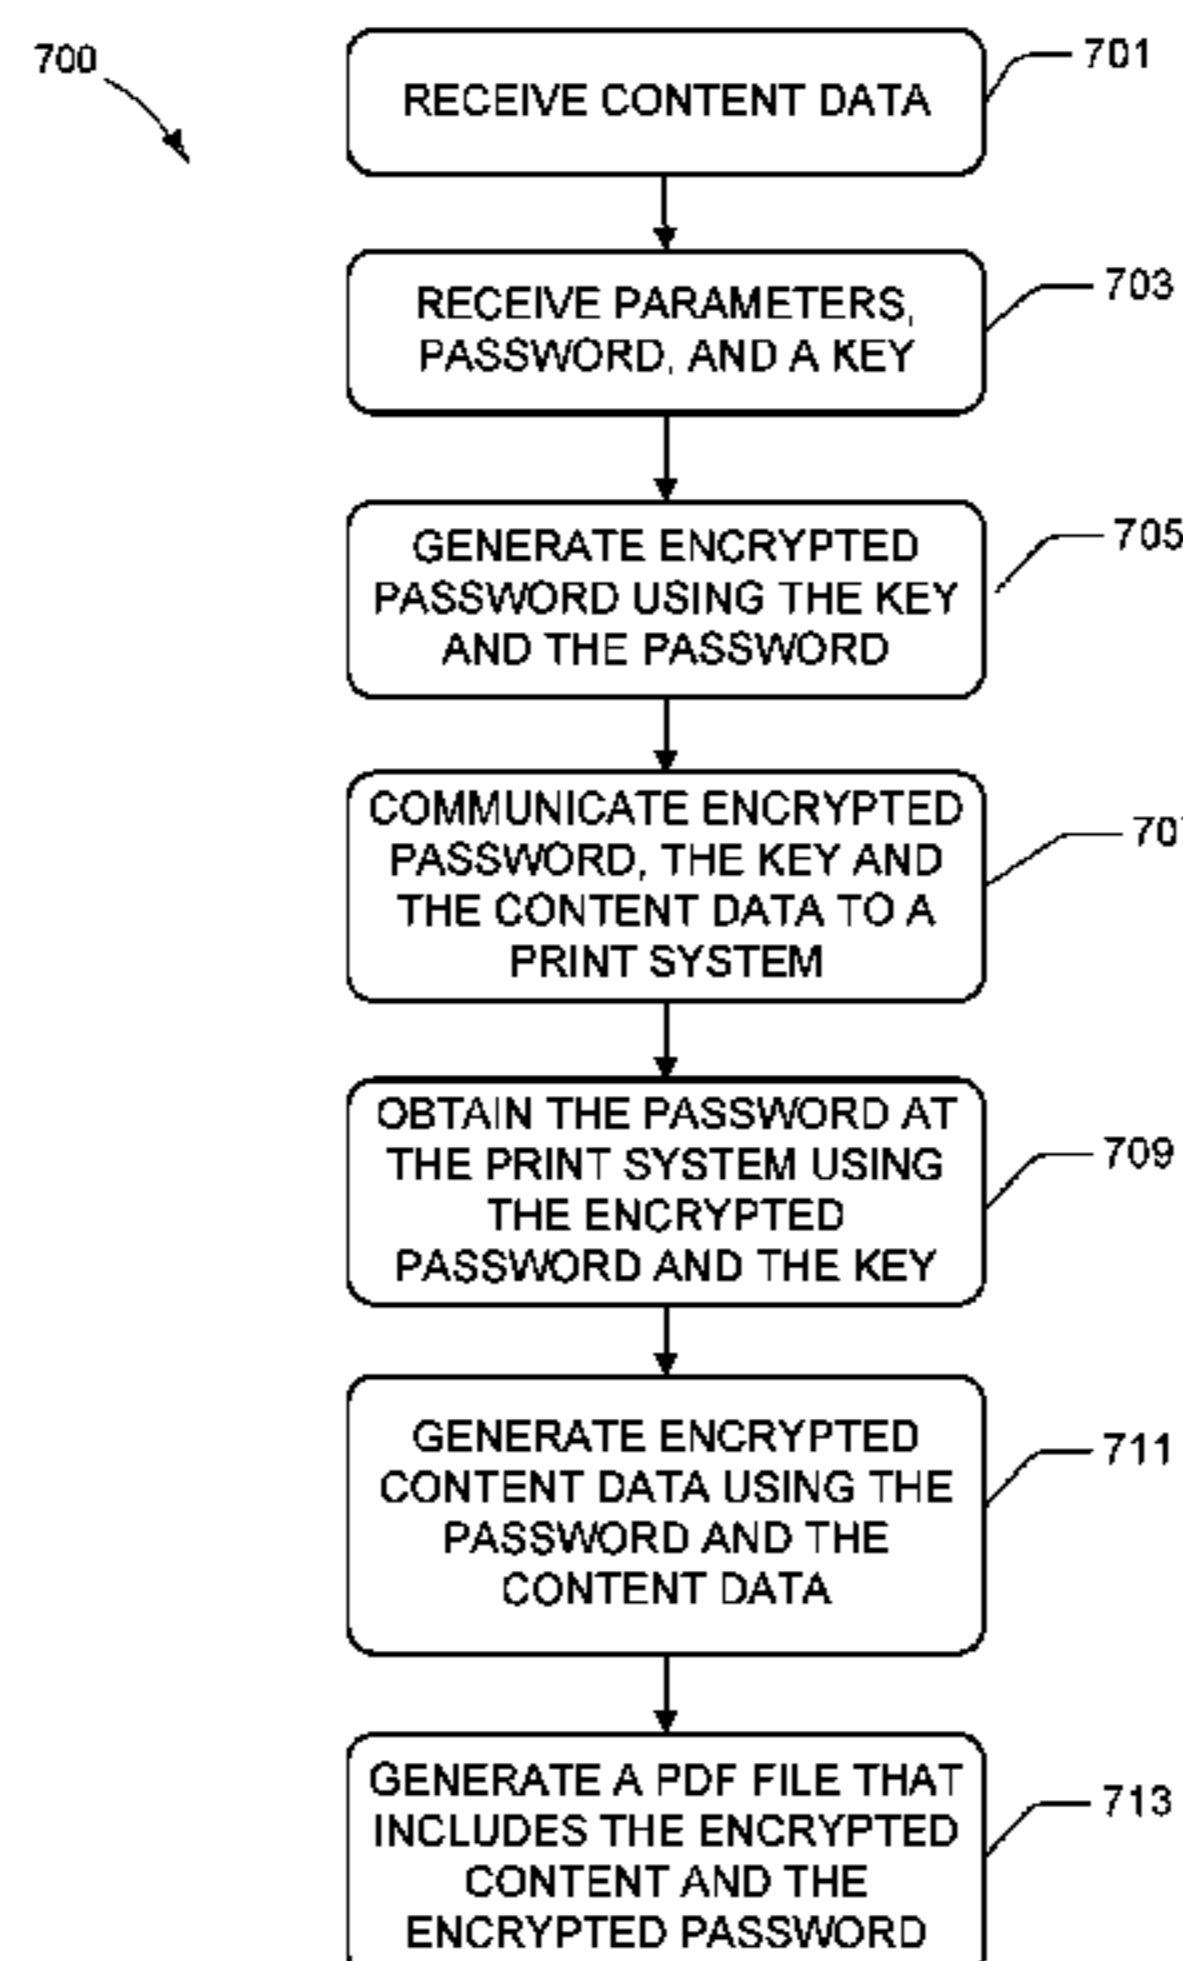 700
RECEIVE CONTENT DATA
701
RECEIVE PARAMETERS,
PASSWORD, AND A KEY
703
GENERATE ENCRYPTED
PASSWORD USING THE KEY
AND THE PASSWORD
705
COMMUNICATE ENCRYPTED
PASSWORD, THE KEY AND
THE CONTENT DATA TO A
PRINT SYSTEM
707
OBTAIN THE PASSWORD AT
THE PRINT SYSTEM USING
THE ENCRYPTED
PASSWORD AND THE KEY
709
GENERATE ENCRYPTED
CONTENT DATA USING THE
PASSWORD AND THE
CONTENT DATA
711
GENERATE A PDF FILE THAT
INCLUDES THE ENCRYPTED
CONTENT AND THE
ENCRYPTED PASSWORD
713